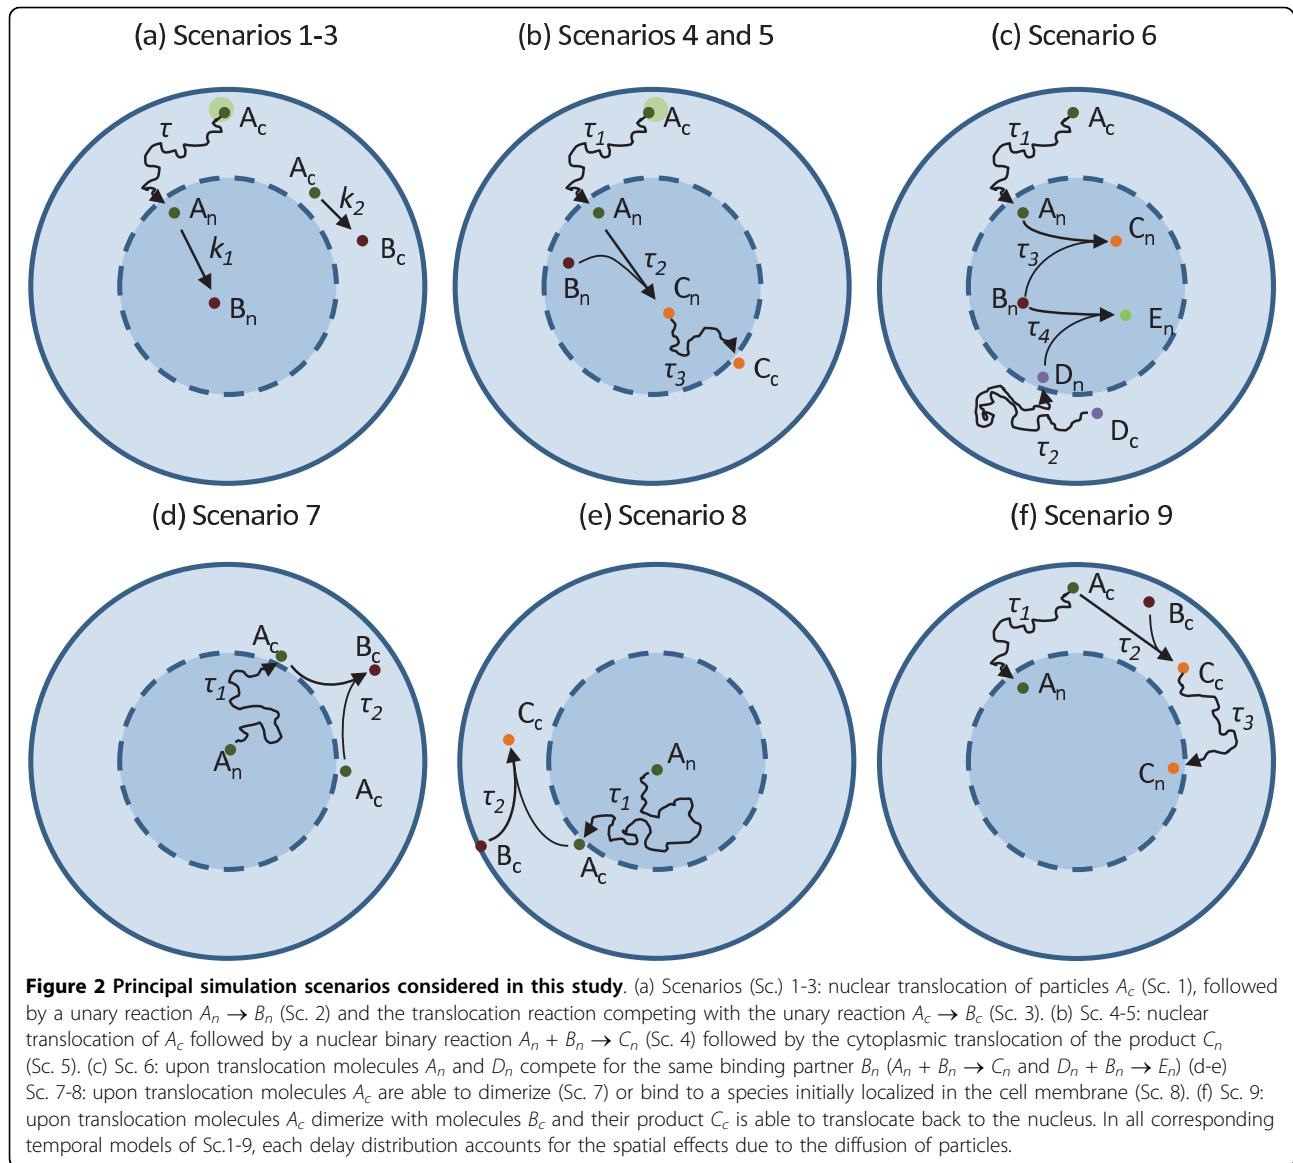 (a) Scenarios 1-3
(b) Scenarios 4 and 5
(c) Scenario 6
Ac
τ
Ac
An
k2
Bc
k1
Bn
Ac
τ1
An
Bn
τ2
Cn
τ3
Cc
Ac
τ1
An
Cn
τ3
Bn
τ4
En
Dn
Dc
τ2
(d) Scenario 7
(e) Scenario 8
(f) Scenario 9
Ac
Bc
τ1
τ2
An
Ac
Cc
An
τ2
τ1
Bc
Ac
Ac
τ1
Bc
τ2
Cc
An
τ3
Cn
Figure 2 Principal simulation scenarios considered in this study. (a) Scenarios (Sc.) 1-3: nuclear translocation of particles Ac (Sc. 1), followed
by a unary reaction An → Bn (Sc. 2) and the translocation reaction competing with the unary reaction Ac → Bc (Sc. 3). (b) Sc. 4-5: nuclear
translocation of Ac followed by a nuclear binary reaction An + Bn → Cn (Sc. 4) followed by the cytoplasmic translocation of the product Cn
(Sc. 5). (c) Sc. 6: upon translocation molecules An and Dn compete for the same binding partner Bn (An + Bn → Cn and Dn + Bn → En) (d-e)
Sc. 7-8: upon translocation molecules Ac are able to dimerize (Sc. 7) or bind to a species initially localized in the cell membrane (Sc. 8). (f) Sc. 9:
upon translocation molecules Ac dimerize with molecules Bc and their product Cc is able to translocate back to the nucleus. In all corresponding
temporal models of Sc.1-9, each delay distribution accounts for the spatial effects due to the diffusion of particles.